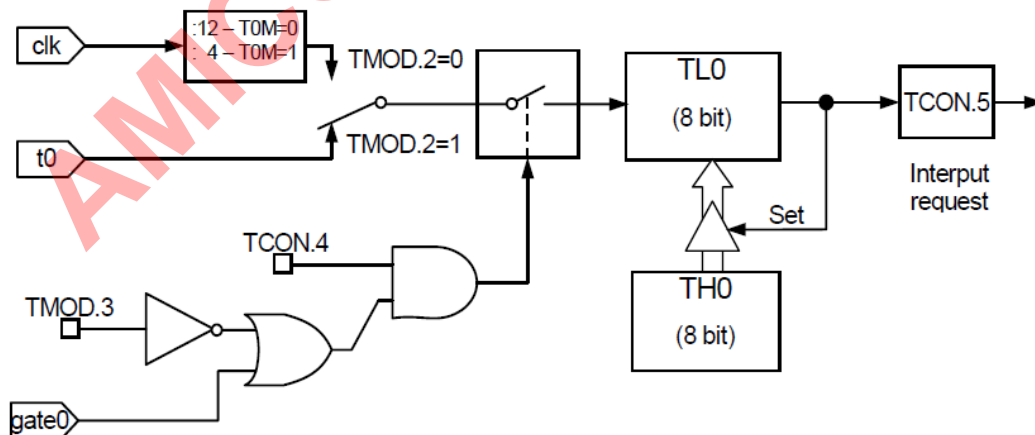 clk
:12 – T0M=0
: 4 – T0M=1
TMOD.2=0
TMOD.2=1
t0
TL0
(8 bit)
TCON.5
Interput
request
Set
TH0
(8 bit)
TCON.4
TMOD.3
gate0
AMIC